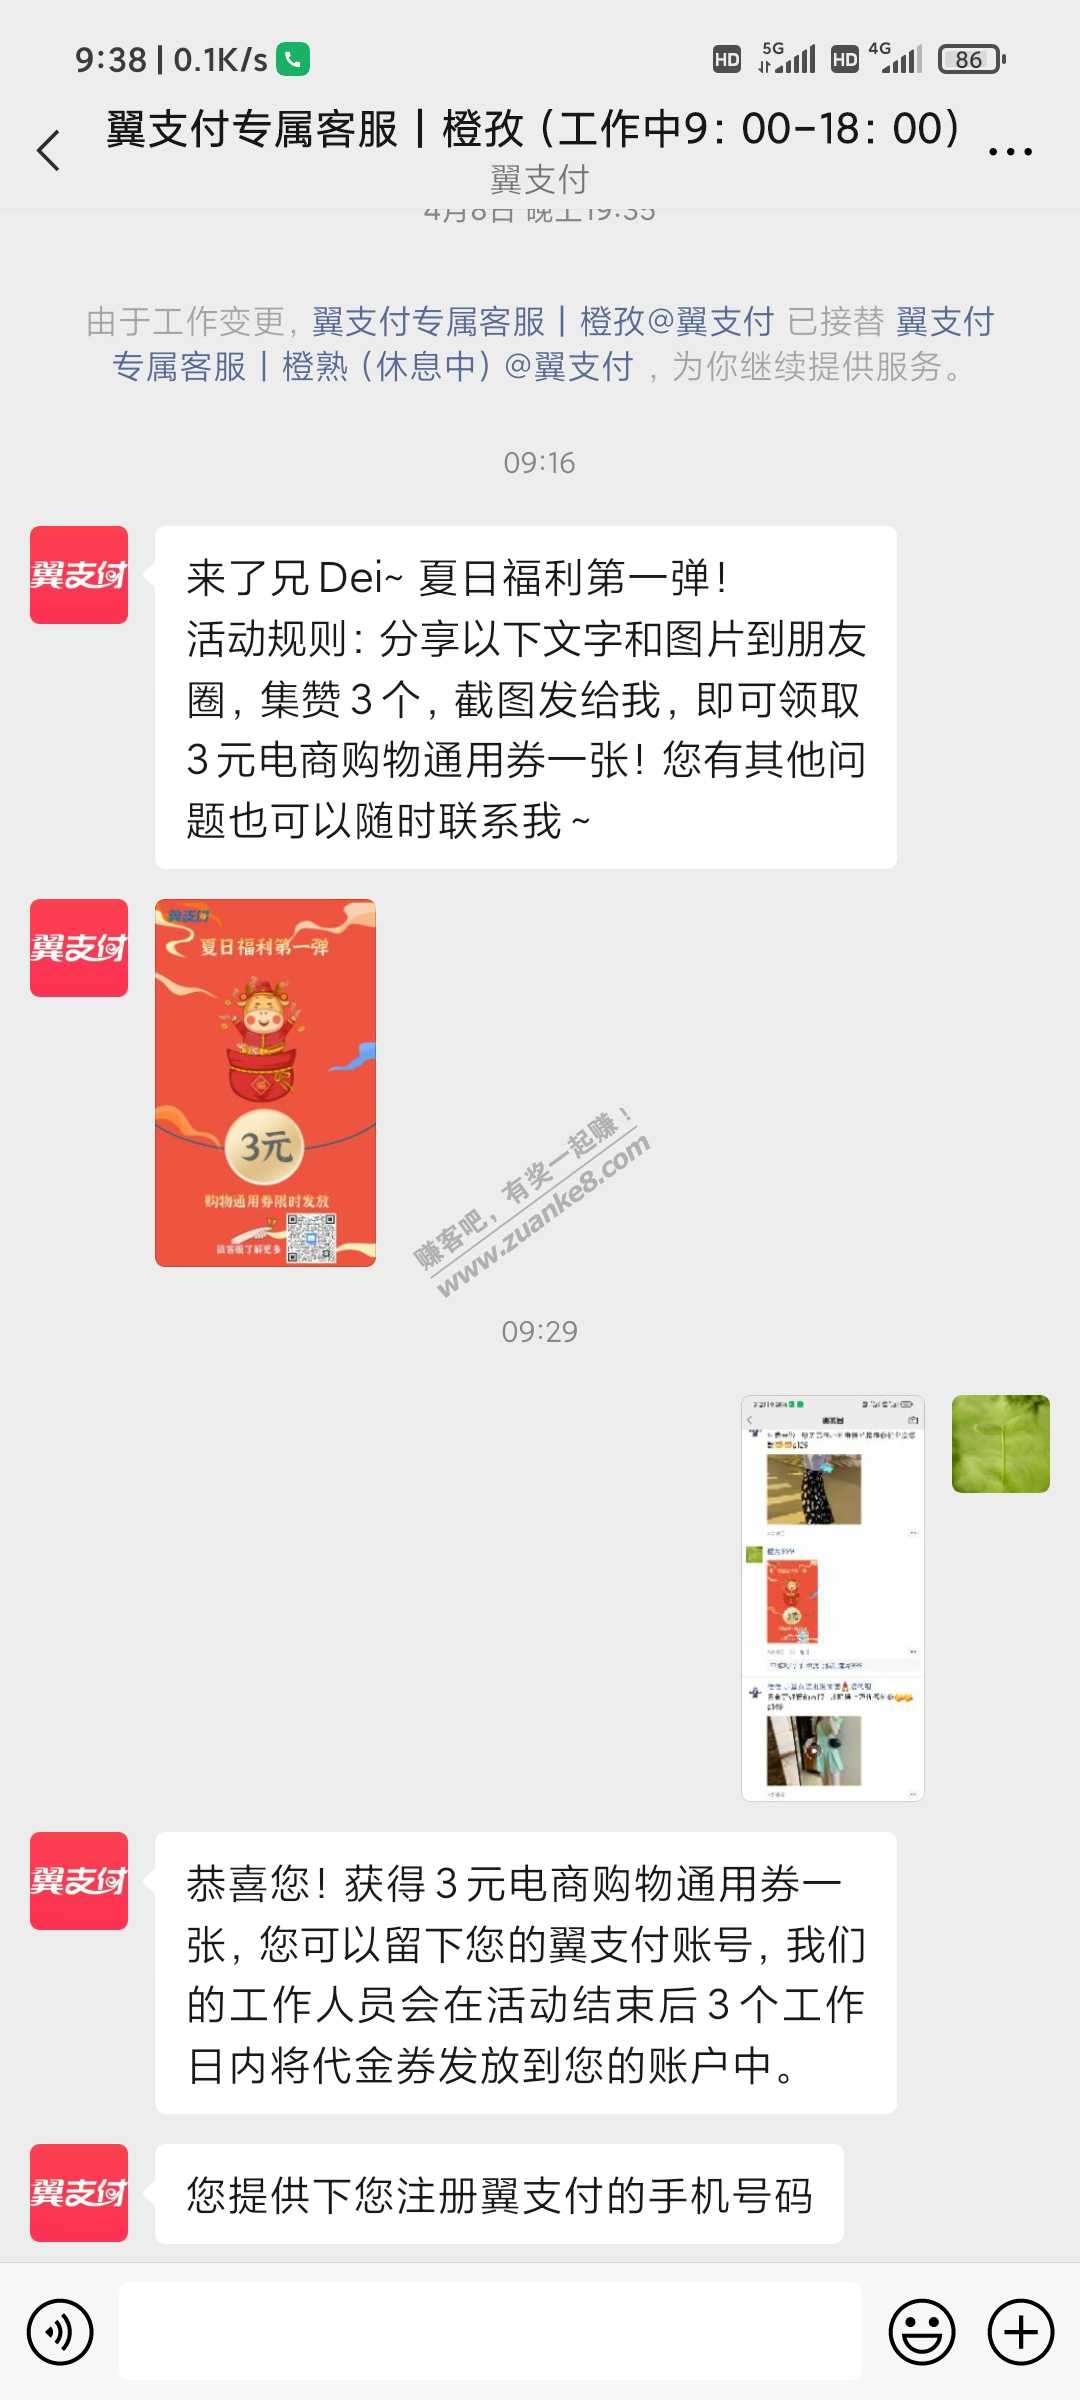 9:38 | 0.1K/s
HD 5G HD 4G 86
翼支付专属客服丨橙孜（工作中9：00-18：00）
翼支付
4月8日 晚上19:35
由于工作变更，翼支付专属客服丨橙孜@翼支付 已接替 翼支付
专属客服丨橙熟（休息中）@翼支付 ，为你继续提供服务。
09:16
翼支付
来了兄Dei~ 夏日福利第一弹！
活动规则：分享以下文字和图片到朋友
圈，集赞3个，截图发给我，即可领取
3元电商购物通用券一张！您有其他问
题也可以随时联系我~
翼支付
翼支付
夏日福利第一弹
3元
购物通用券限时发放
了解更多
赚客吧，有奖一起赚！
www.zuanke8.com
09:29
3元
翼支付
恭喜您！获得3元电商购物通用券一
张，您可以留下您的翼支付账号，我们
的工作人员会在活动结束后3个工作
日内将代金券发放到您的账户中。
翼支付
您提供下您注册翼支付的手机号码